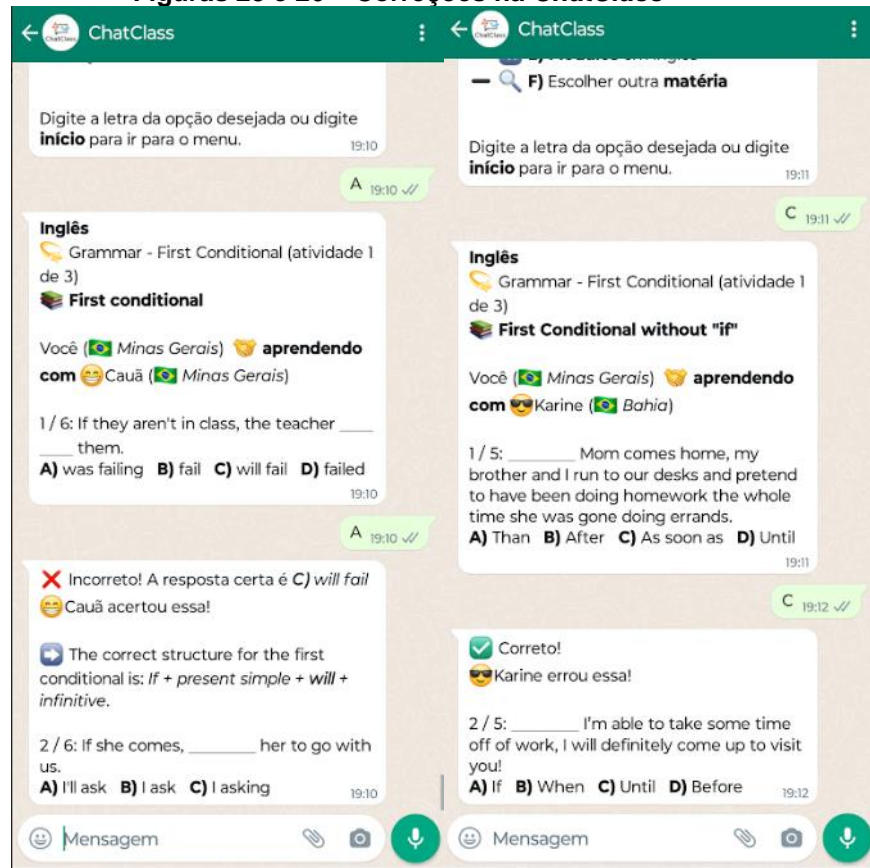 ChatClass
Digite a letra da opção desejada ou digite
início para ir para o menu.
19:10
A 19:10
Inglês
Grammar - First Conditional (atividade 1
de 3)
First conditional
Você (Minas Gerais) aprendendo
com Cauã (Minas Gerais)
1 / 6: If they aren't in class, the teacher ____
____ them.
A) was failing B) fail C) will fail D) failed
19:10
A 19:10
Incorreto! A resposta certa é C) will fail
Cauã acertou essa!
The correct structure for the first
conditional is: If + present simple + will +
infinitive.
2 / 6: If she comes, ________ her to go with
us.
A) I'll ask B) I ask C) I asking
19:10
Mensagem
ChatClass
F) Escolher outra matéria
Digite a letra da opção desejada ou digite
início para ir para o menu.
19:11
C 19:11
Inglês
Grammar - First Conditional (atividade 1
de 3)
First Conditional without "if"
Você (Minas Gerais) aprendendo
com Karine (Bahia)
1 / 5: ________ Mom comes home, my
brother and I run to our desks and pretend
to have been doing homework the whole
time she was gone doing errands.
A) Than B) After C) As soon as D) Until
19:11
C 19:12
Correto!
Karine errou essa!
2 / 5: ________ I'm able to take some time
off of work, I will definitely come up to visit
you!
A) If B) When C) Until D) Before
19:12
Mensagem